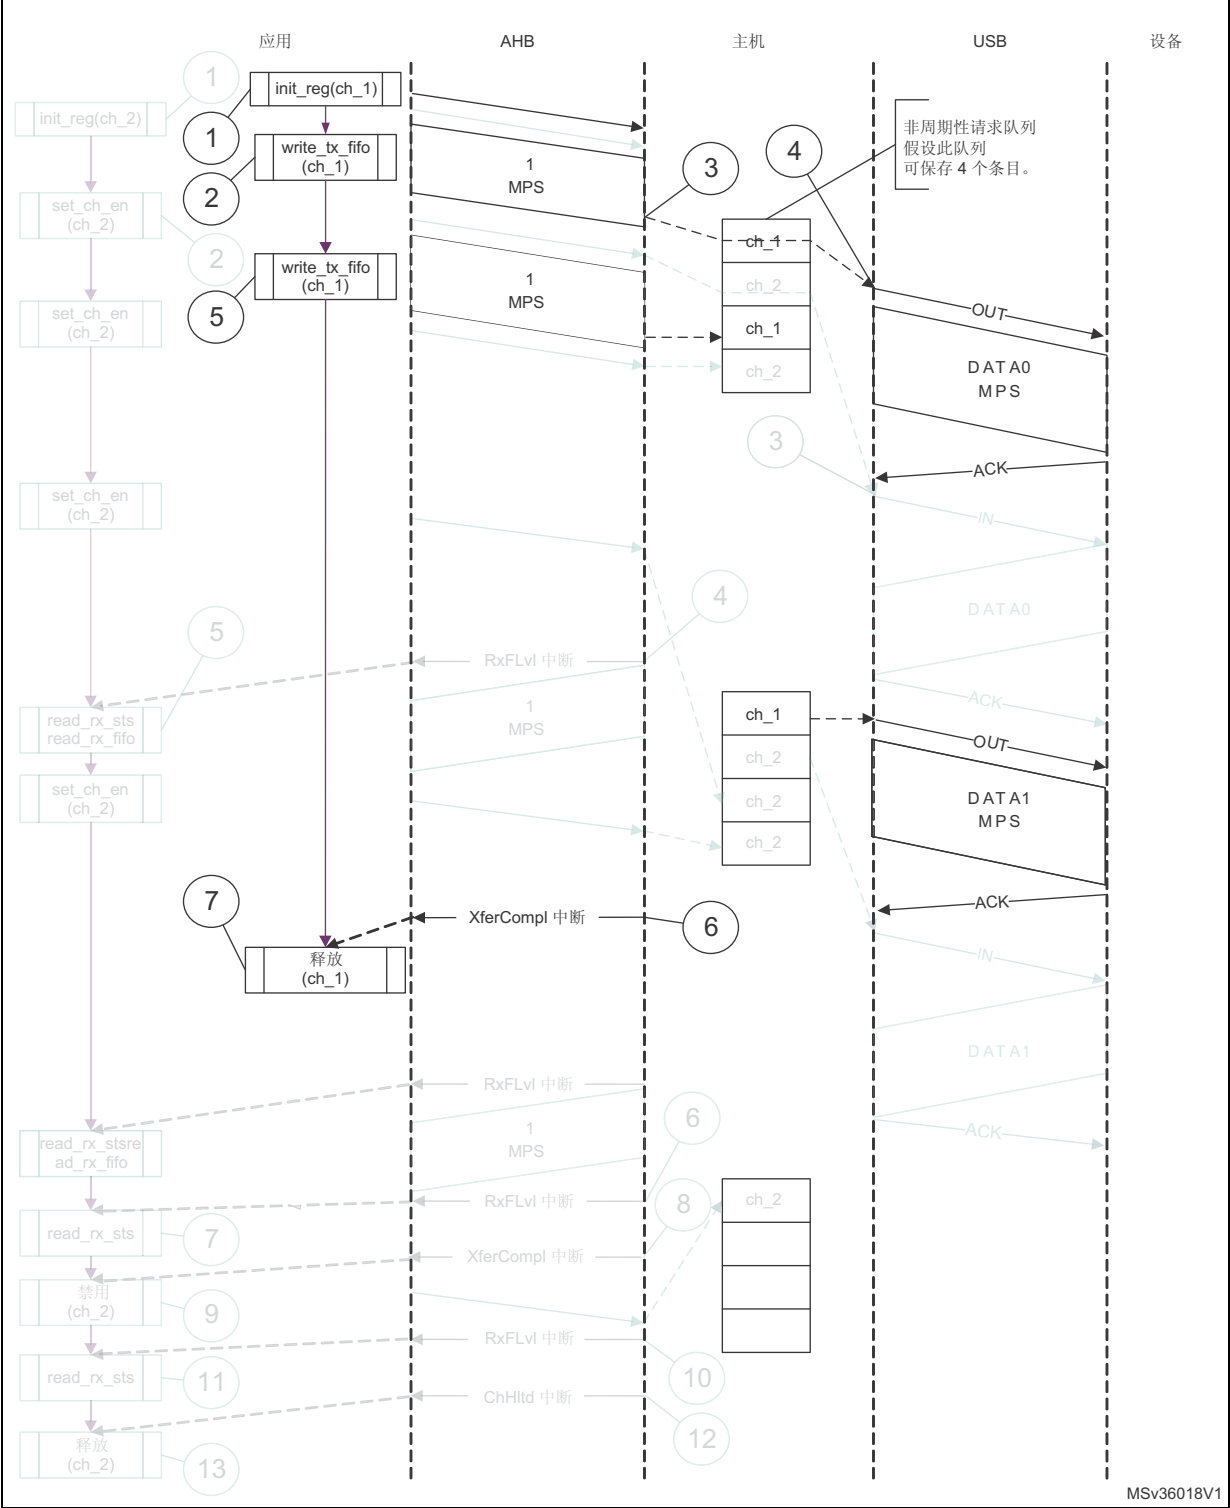 应用 AHB 主机 USB 设备
1
init_reg(ch_1)
init_reg(ch_2)
1
write_tx_fifo
(ch_1)
非周期性请求队列
假设此队列
可保存 4 个条目。
1
MPS
3
4
2
set_ch_en
(ch_2)
2
ch_1
write_tx_fifo
(ch_1)
1
MPS
ch_2
5
set_ch_en
(ch_2)
OUT
ch_1
ch_2
DATA0
MPS
3
ACK
set_ch_en
(ch_2)
IN
4
DATA0
5
RxFLvl 中断
ACK
read_rx_sts
read_rx_fifo
1
MPS
ch_1
OUT
ch_2
set_ch_en
(ch_2)
ch_2
DATA1
MPS
ch_2
7
XferCompl 中断
6
ACK
释放
(ch_1)
IN
DATA1
RxFLvl 中断
6
read_rx_stsre
ad_rx_fifo
1
MPS
ACK
RxFLvl 中断
8
ch_2
read_rx_sts
7
XferCompl 中断
禁用
(ch_2)
9
RxFLvl 中断
read_rx_sts
11
10
ChHltd 中断
释放
(ch_2)
13
12
MSv36018V1